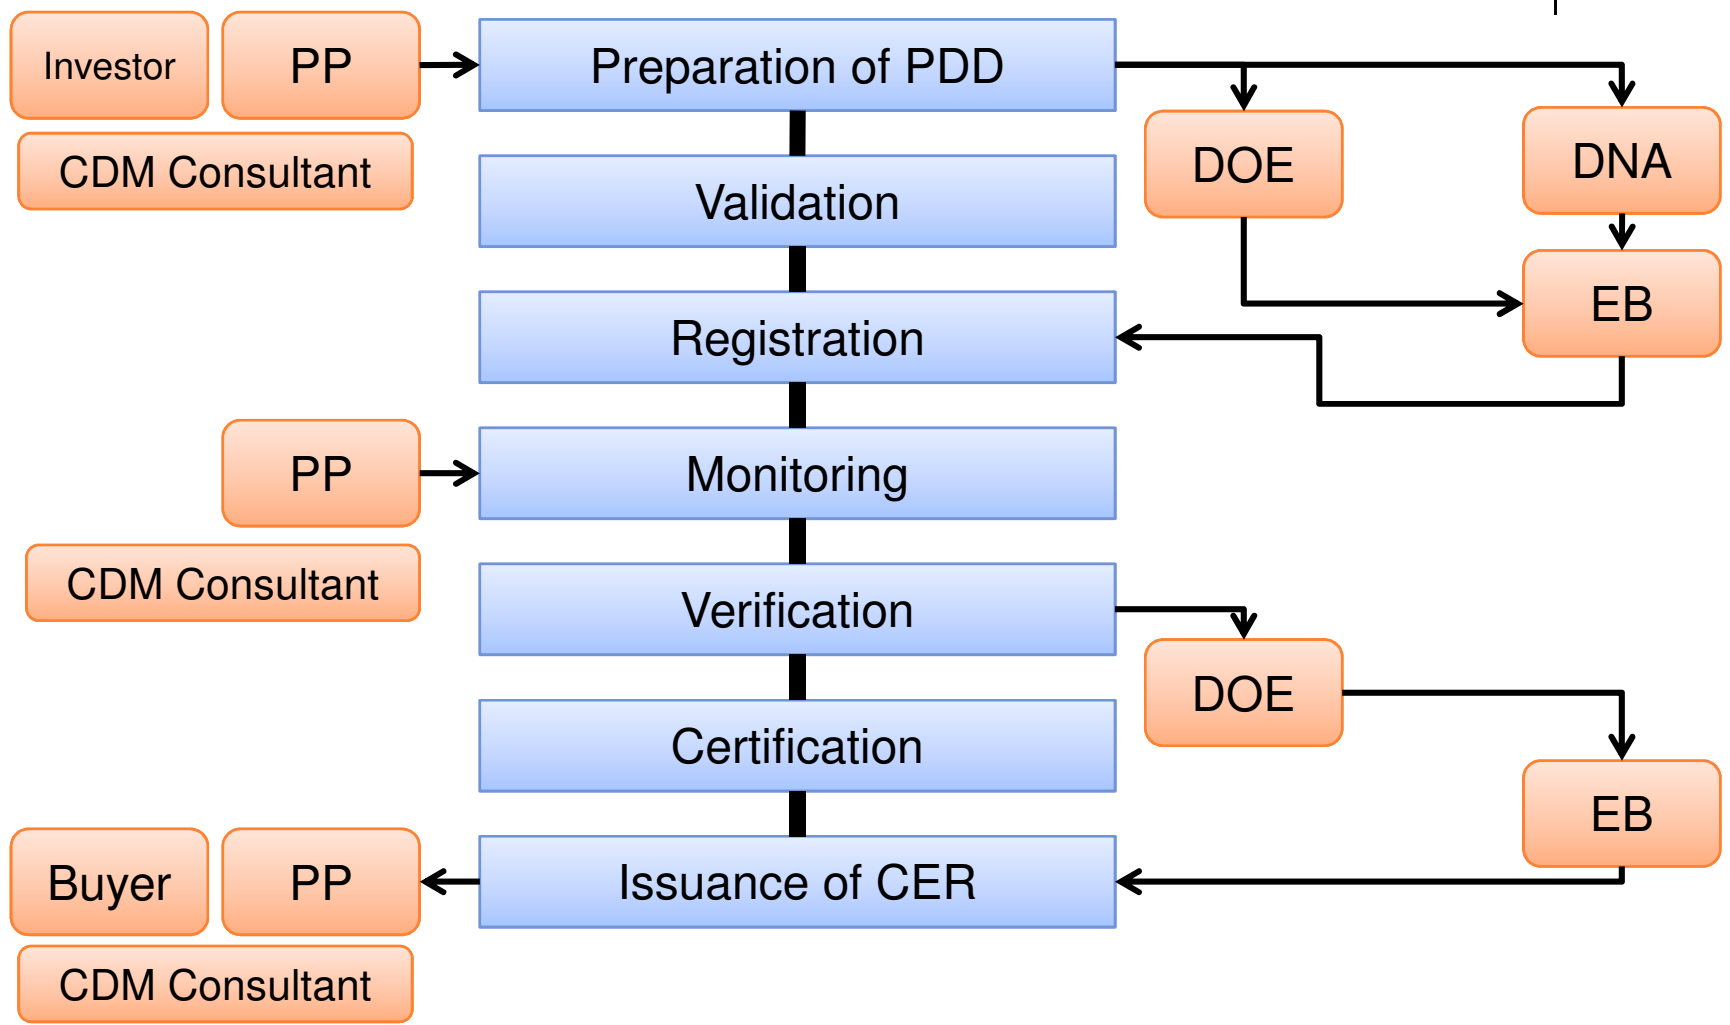 Investor
PP
Preparation of PDD
CDM Consultant
DOE
DNA
Validation
EB
Registration
PP
Monitoring
CDM Consultant
Verification
DOE
Certification
EB
Buyer
PP
Issuance of CER
CDM Consultant